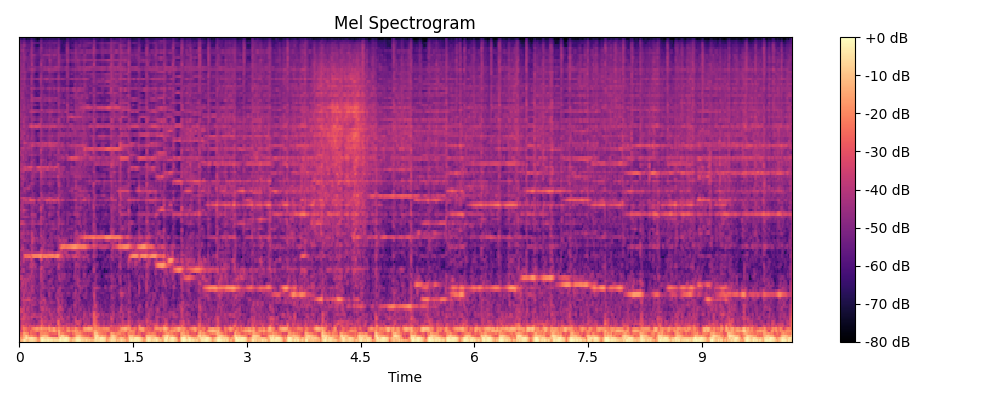 Mel Spectrogram
+0 dB
-10 dB
-20 dB
-30 dB
-40 dB
-50 dB
-60 dB
-70 dB
-80 dB
0 1.5 3 4.5 6 7.5 9
Time